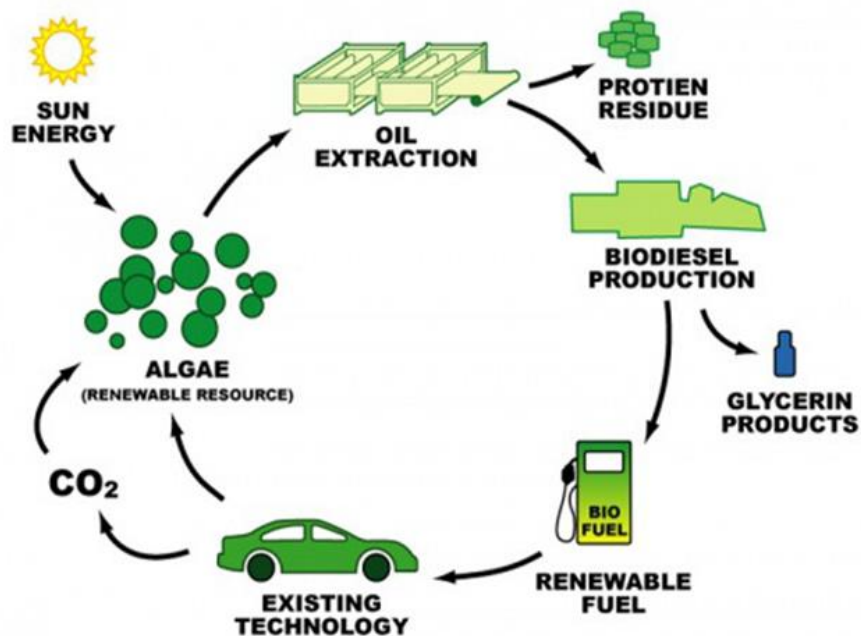 SUN
ENERGY
OIL
EXTRACTION
PROTIEN
RESIDUE
BIODIESEL
PRODUCTION
ALGAE
(RENEWABLE RESOURCE)
GLYCERIN
PRODUCTS
CO₂
BIO
FUEL
RENEWABLE
FUEL
EXISTING
TECHNOLOGY